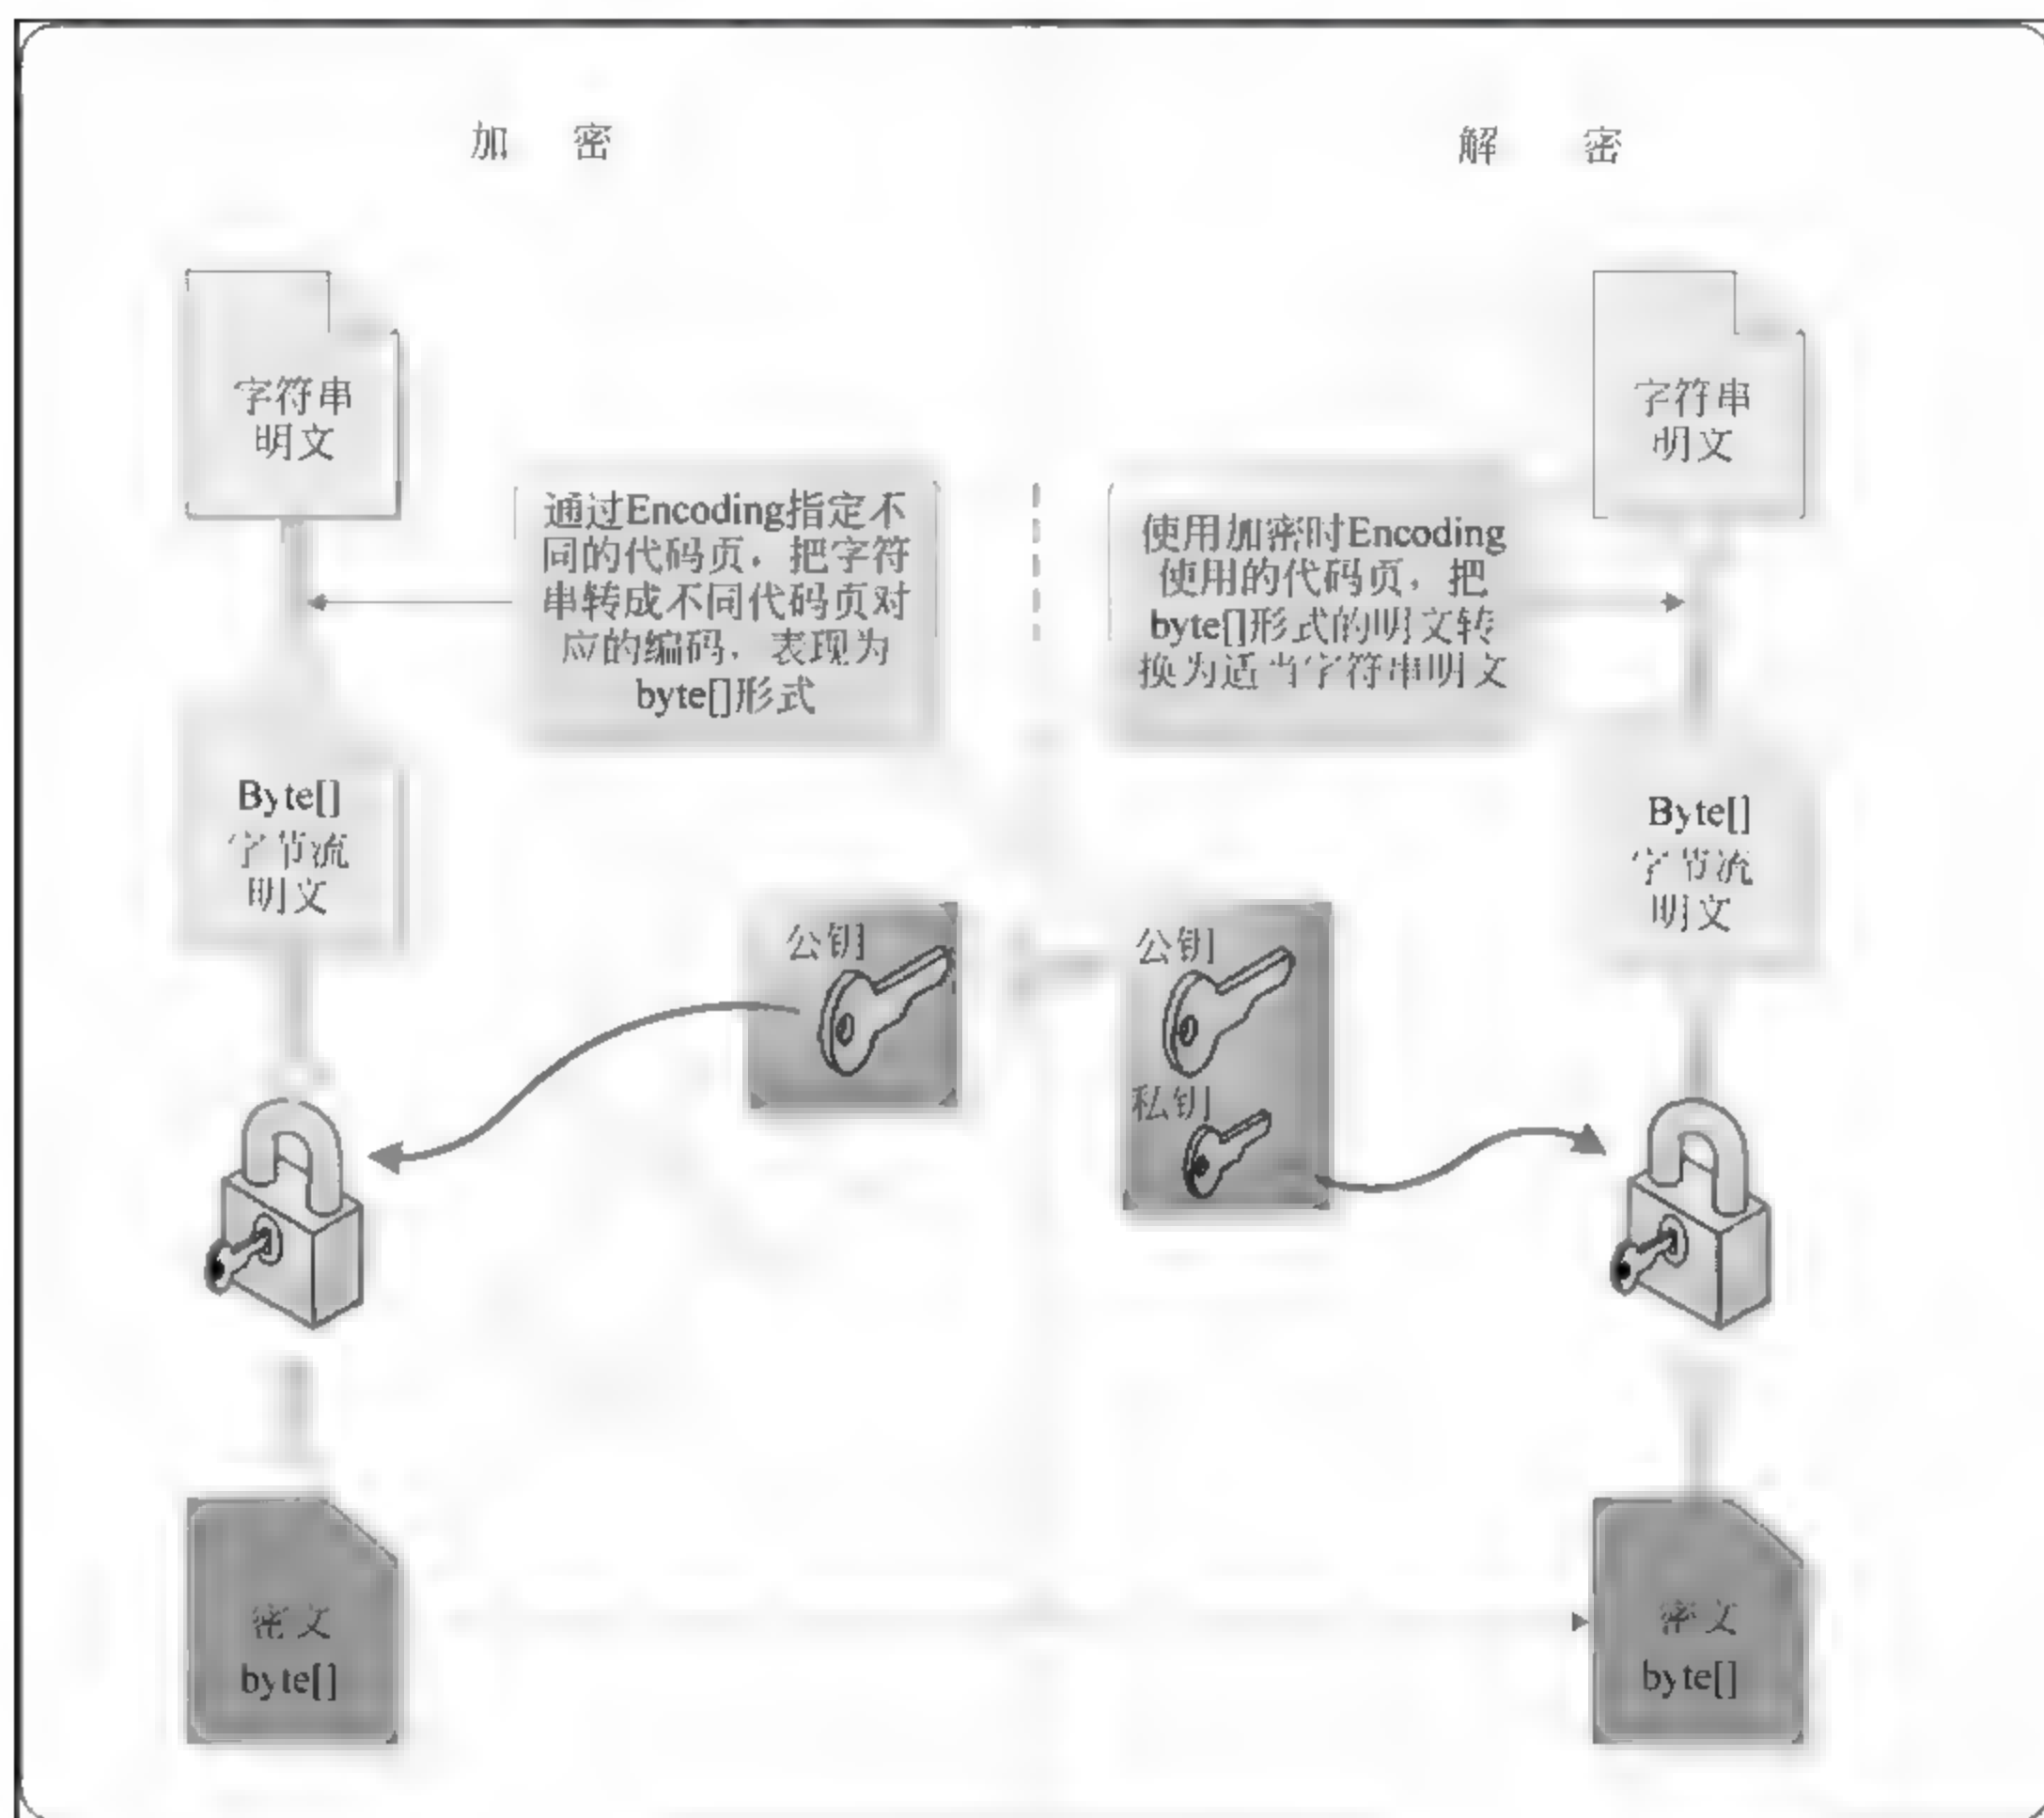 加 密
解 密
字符串
明文
通过Encoding指定不
同的代码页，把字符
串转成不同代码页对
应的编码，表现为
byte[]形式
Byte[]
字节流
明文
公钥
密文
byte[]
字符串
明文
使用加密时Encoding
使用的代码页，把
byte[]形式的明文转
换为适当字符串明文
Byte[]
字节流
明文
公钥
私钥
密文
byte[]